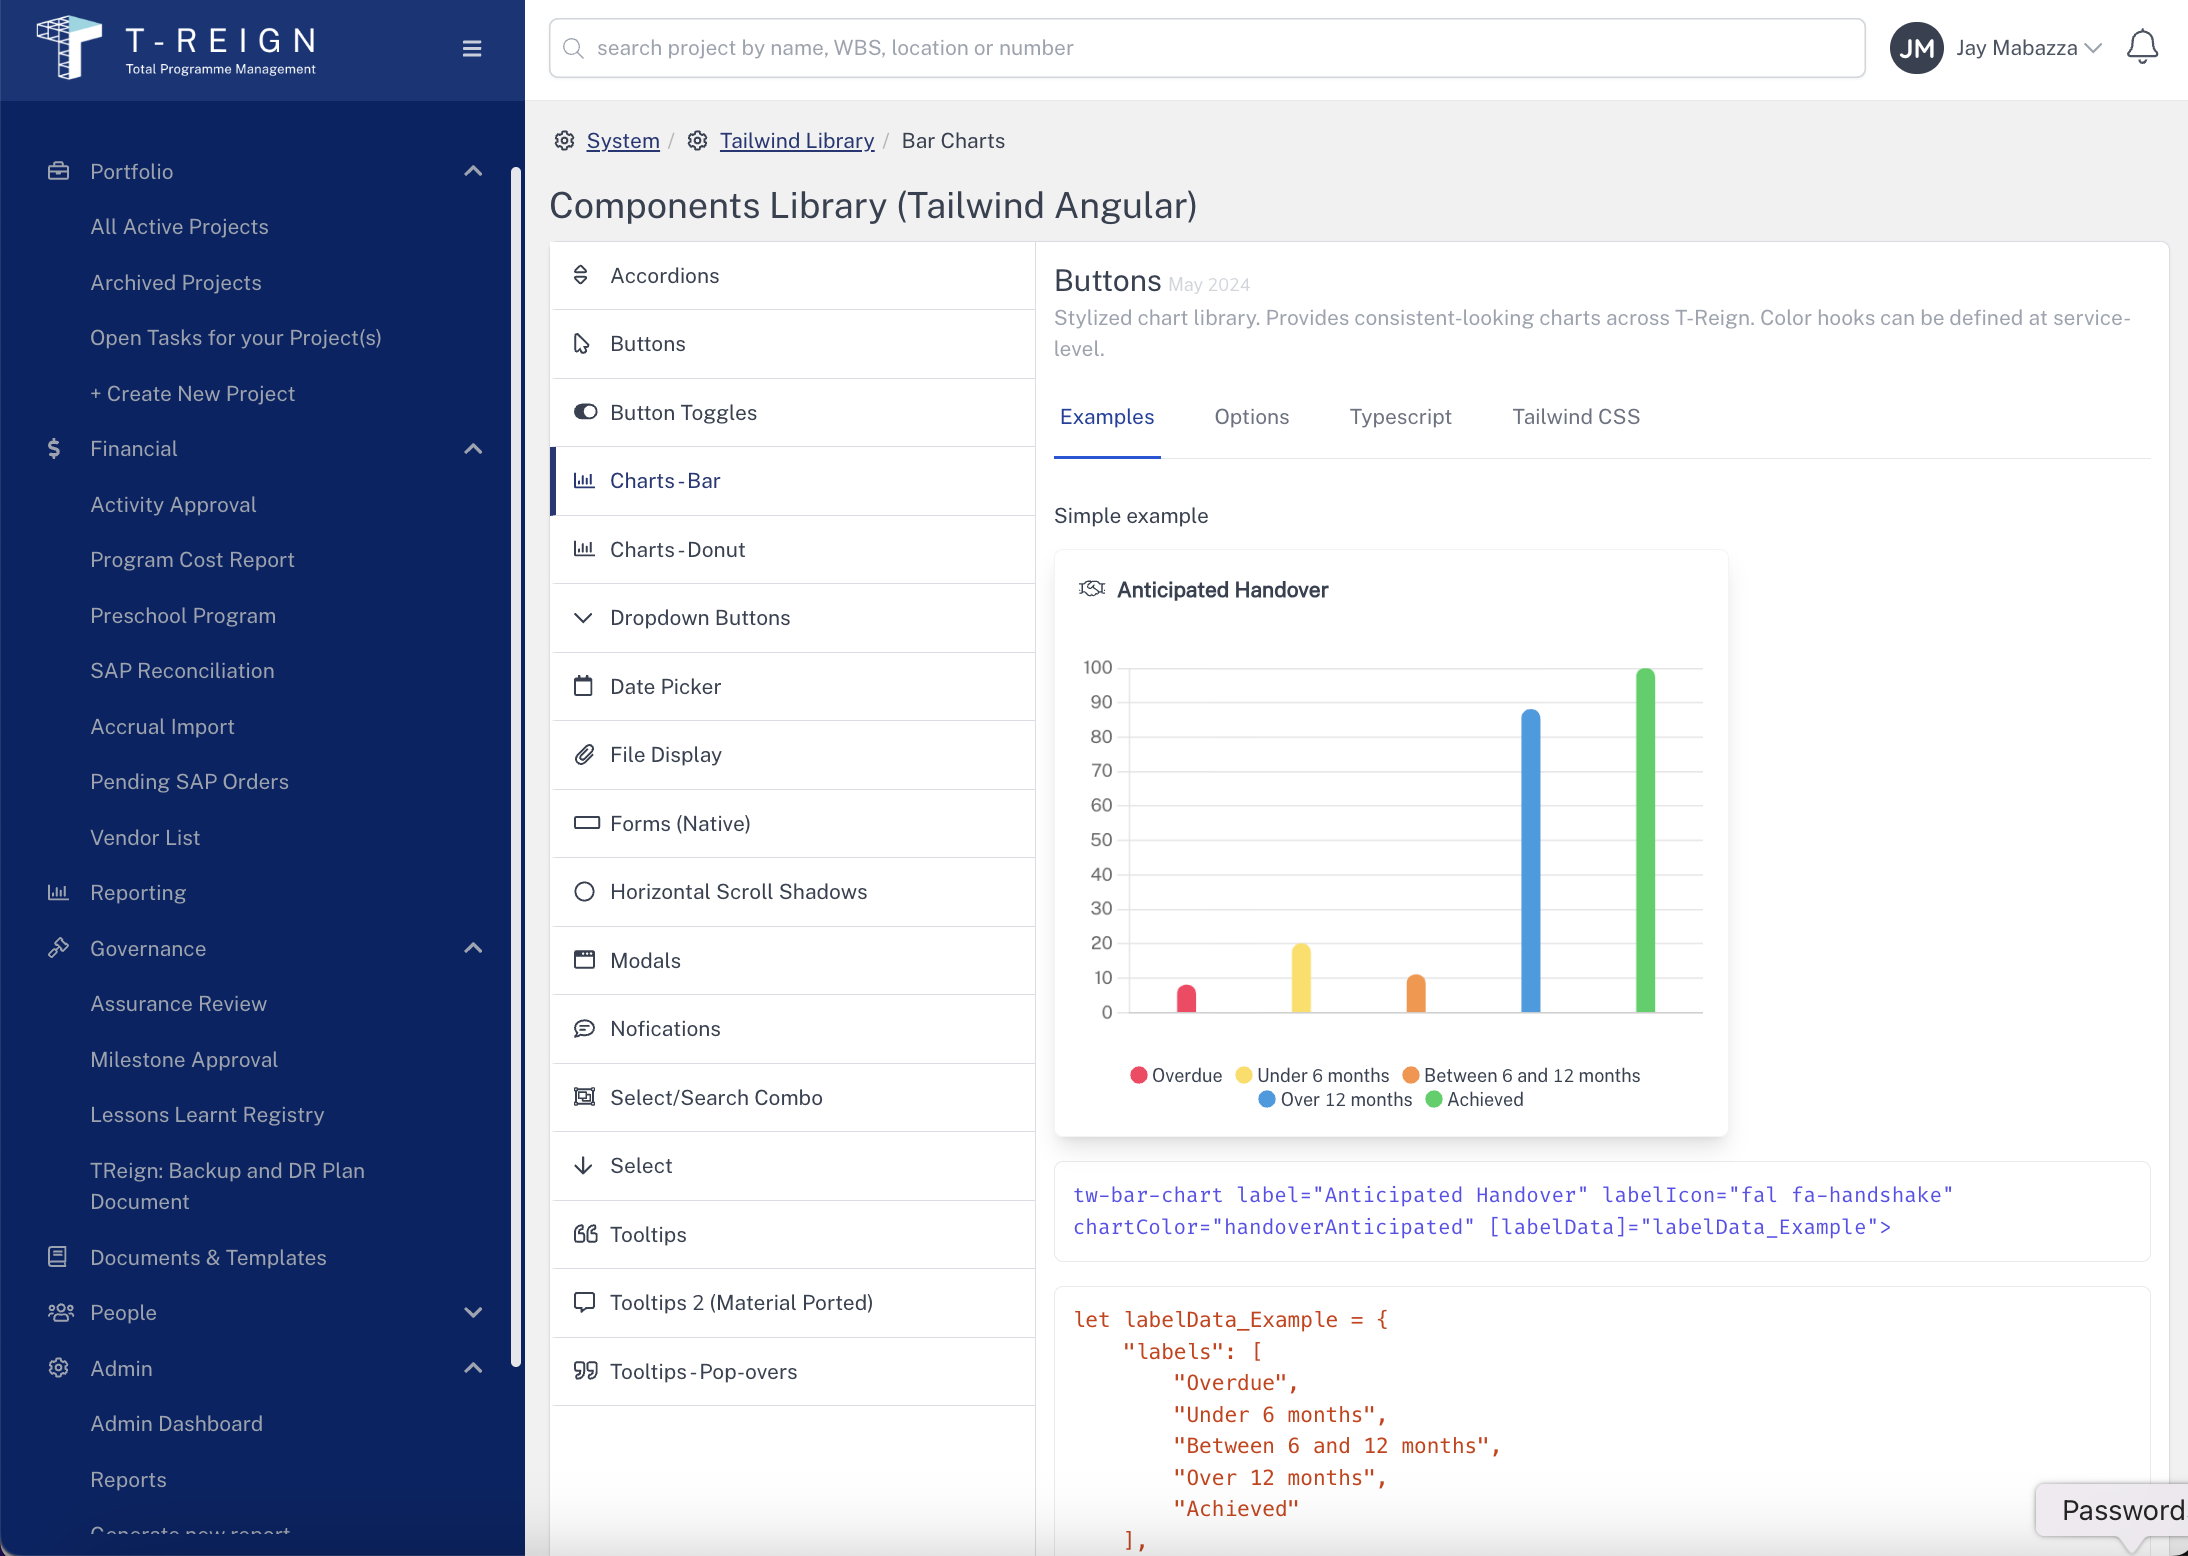 T-REIGN
Total Programme Management
search project by name, WBS, location or number
JM
Jay Mabazza
Portfolio
All Active Projects
Archived Projects
Open Tasks for your Project(s)
+ Create New Project
Financial
Activity Approval
Program Cost Report
Preschool Program
SAP Reconciliation
Accrual Import
Pending SAP Orders
Vendor List
Reporting
Governance
Assurance Review
Milestone Approval
Lessons Learnt Registry
TReign: Backup and DR Plan
Document
Documents & Templates
People
Admin
Admin Dashboard
Reports
Generate new report
System / Tailwind Library / Bar Charts
Components Library (Tailwind Angular)
Accordions
Buttons
Button Toggles
Charts - Bar
Charts - Donut
Dropdown Buttons
Date Picker
File Display
Forms (Native)
Horizontal Scroll Shadows
Modals
Nofications
Select/Search Combo
Select
Tooltips
Tooltips 2 (Material Ported)
Tooltips - Pop-overs
Buttons May 2024
Stylized chart library. Provides consistent-looking charts across T-Reign. Color hooks can be defined at service-
level.
Examples
Options
Typescript
Tailwind CSS
Simple example
Anticipated Handover
100
90
80
70
60
50
40
30
20
10
0
Overdue Under 6 months Between 6 and 12 months
Over 12 months Achieved
tw-bar-chart label="Anticipated Handover" labelIcon="fal fa-handshake"
chartColor="handoverAnticipated" [labelData]="labelData_Example">
let labelData_Example = {
"labels": [
"Overdue",
"Under 6 months",
"Between 6 and 12 months",
"Over 12 months",
"Achieved"
],
Password